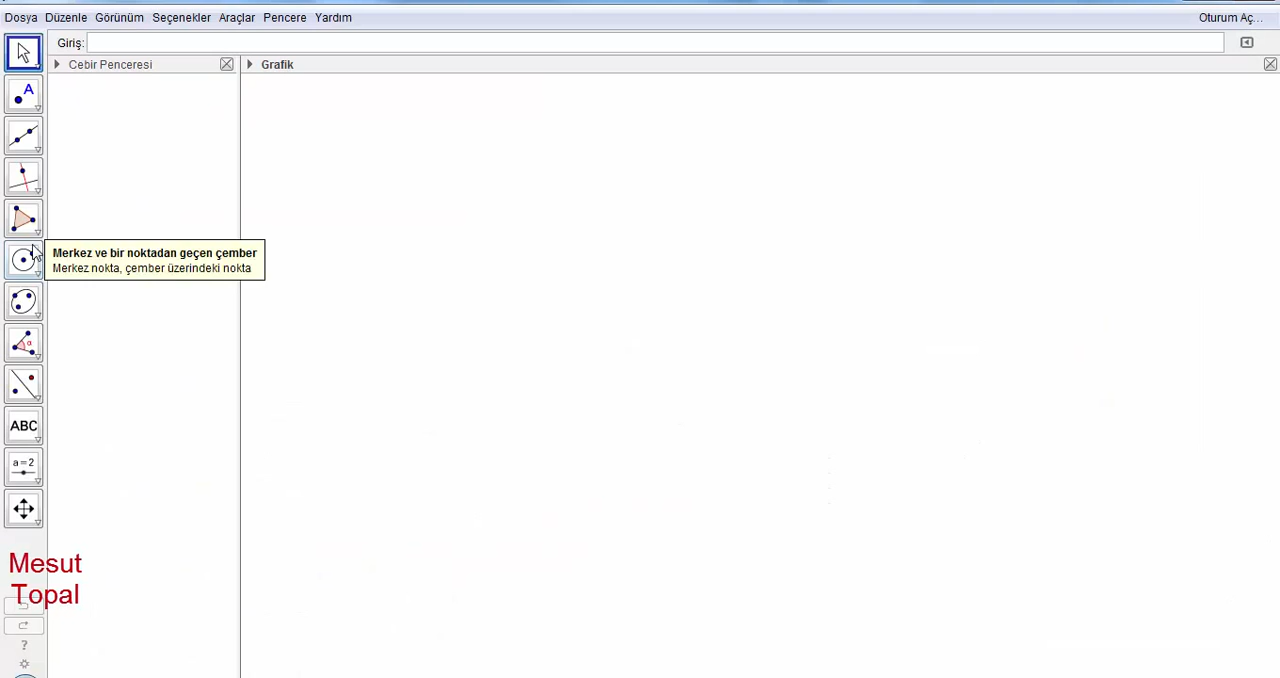 Dosya Düzenle Görünüm Seçenekler Araçlar Pencere Yardım Oturum Aç...
Giriş:
Cebir Penceresi Grafik
A
Merkez ve bir noktadan geçen çember
Merkez nokta, çember üzerindeki nokta
α
ABC
a=2
Mesut
Topal
?